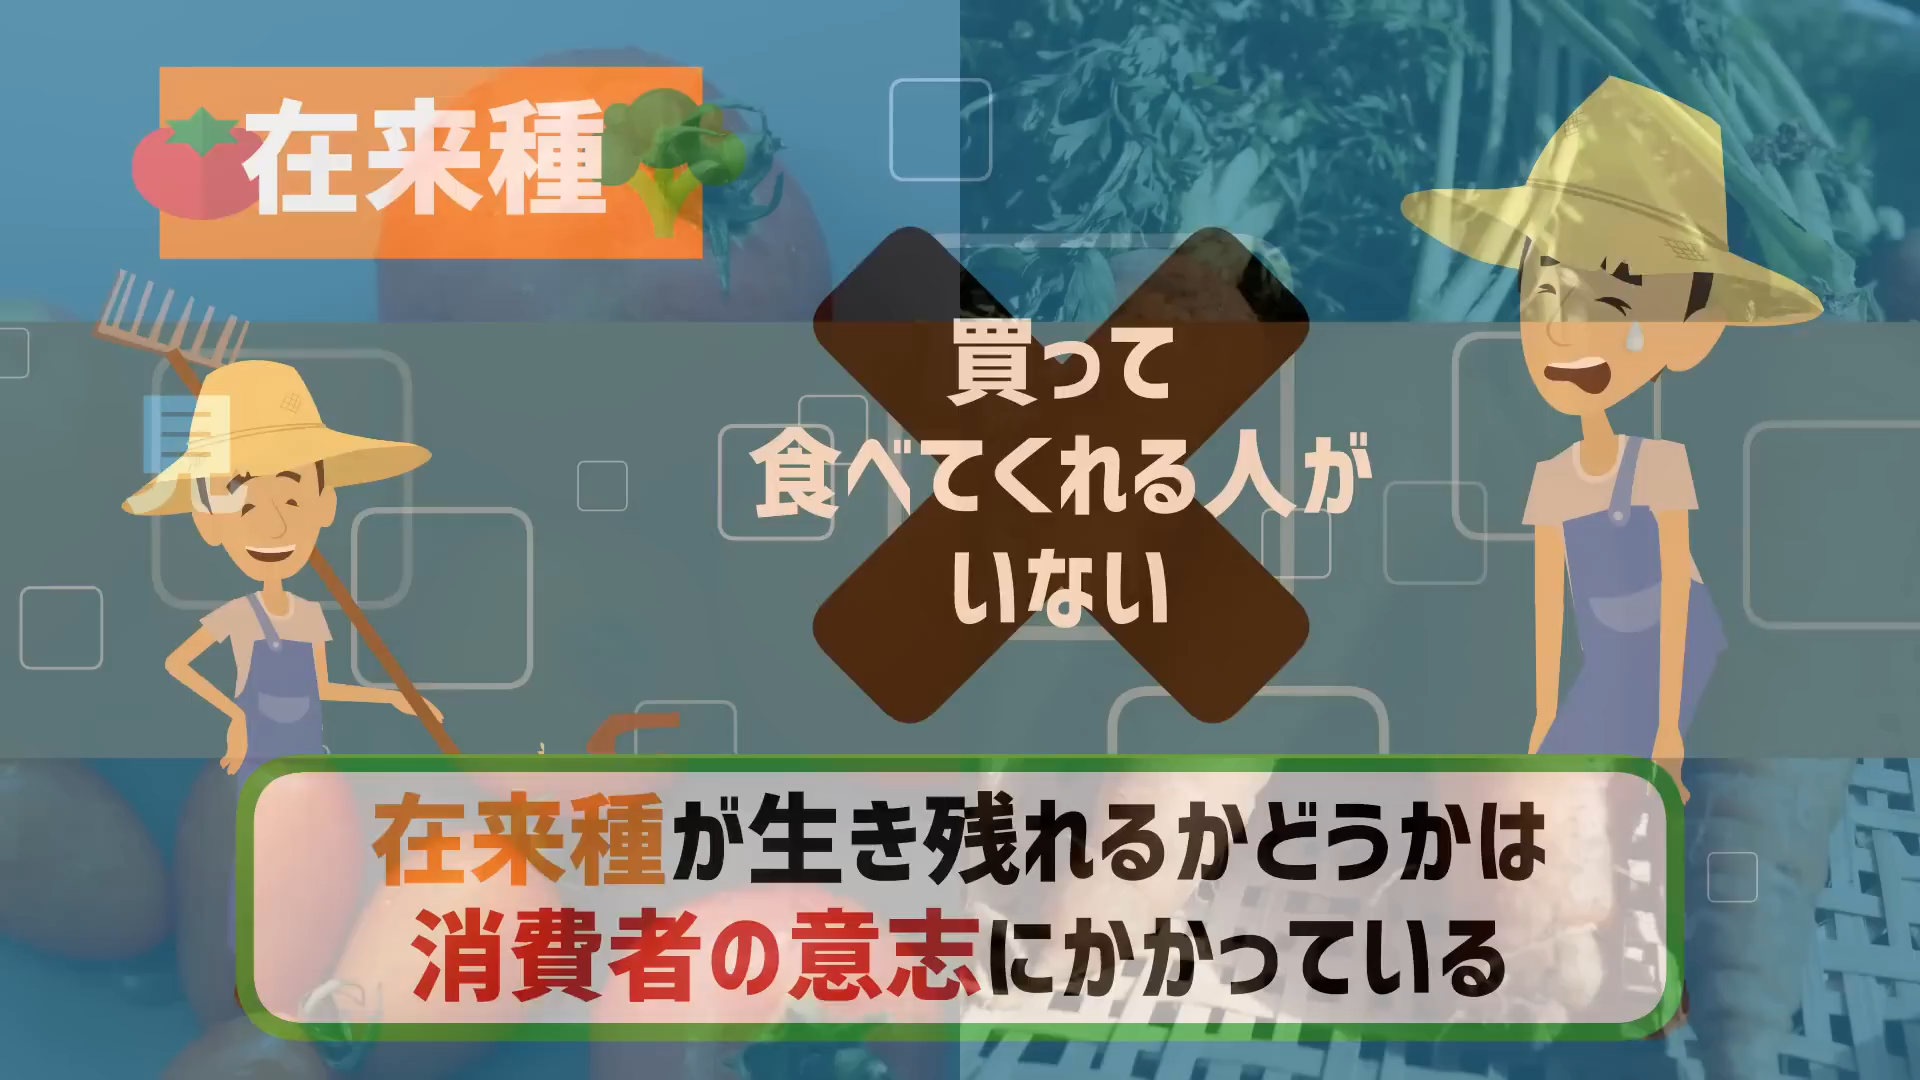 在来種
買って
食べてくれる人が
いない
在来種が生き残れるかどうかは
消費者の意志にかかっている